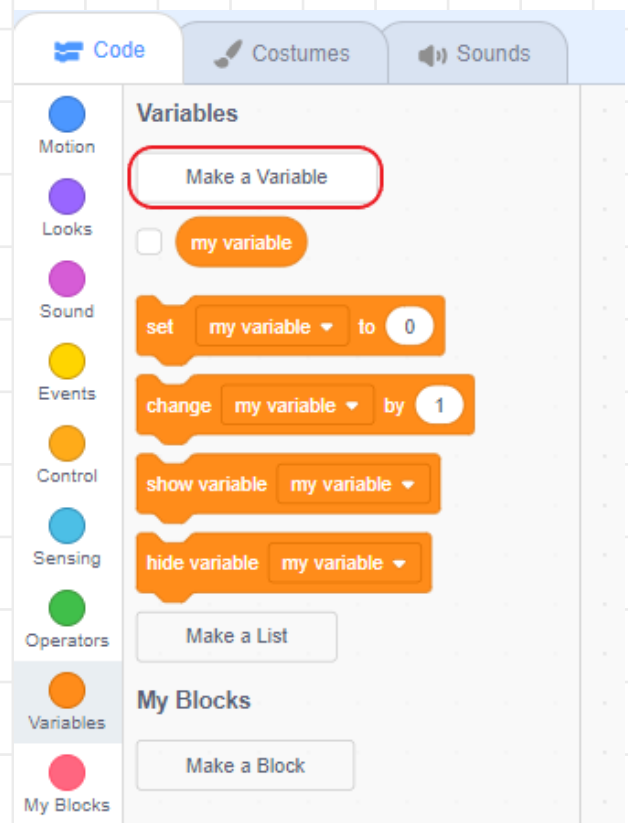 Code
Costumes
Sounds
Motion
Looks
Sound
Events
Control
Sensing
Operators
Variables
My Blocks
Variables
Make a Variable
my variable
set my variable to 0
change my variable by 1
show variable my variable
hide variable my variable
Make a List
My Blocks
Make a Block